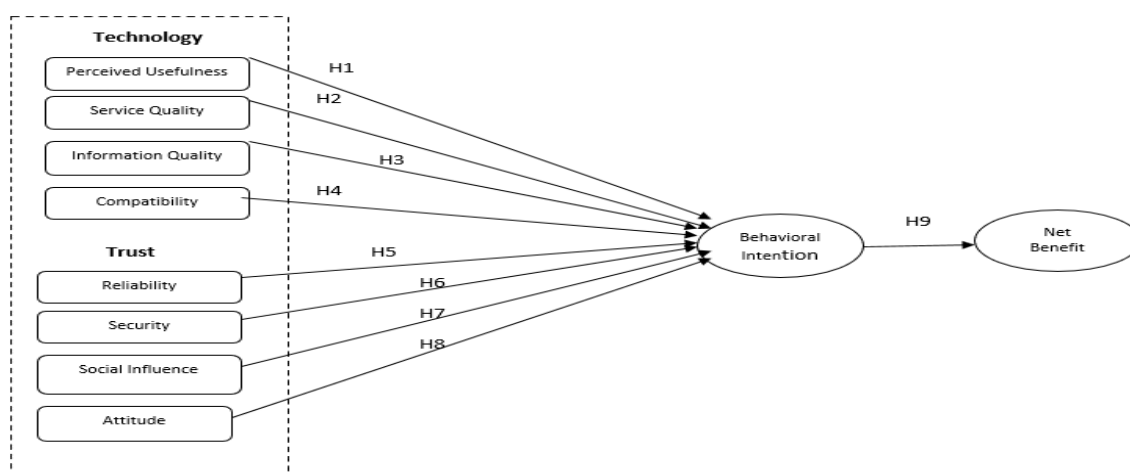 Technology
Perceived Usefulness
H1
Service Quality
H2
Information Quality
H3
Compatibility
H4
Trust
Reliability
H5
Security
H6
Social Influence
H7
Attitude
H8
Behavioral
Intention
H9
Net
Benefit